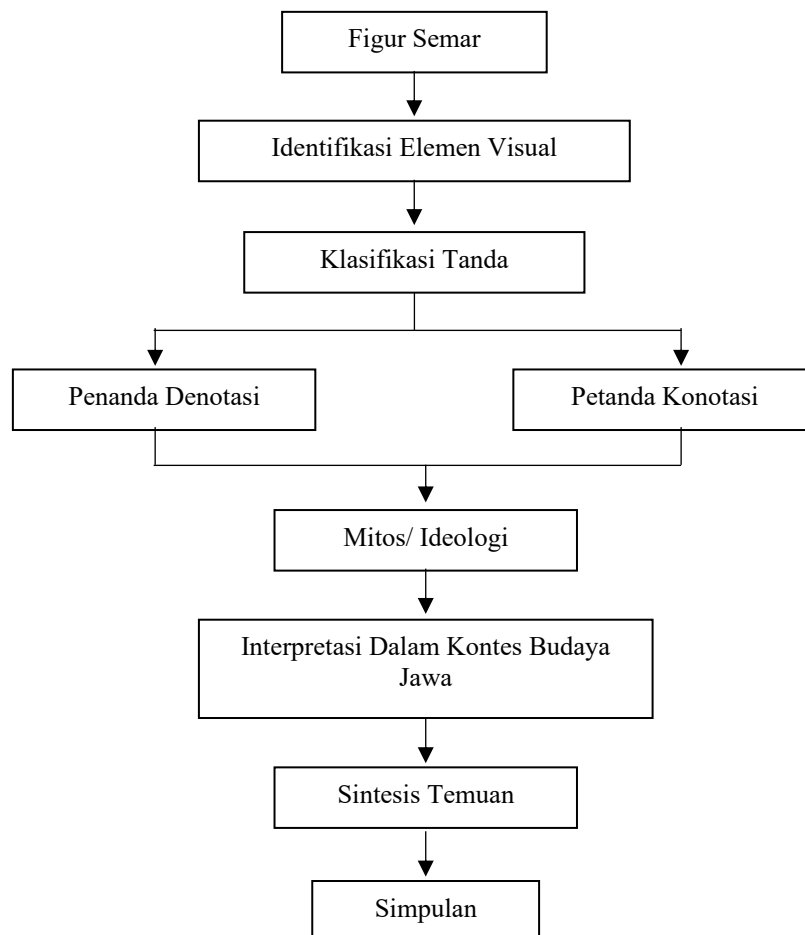 Figur Semar
Identifikasi Elemen Visual
Klasifikasi Tanda
Penanda Denotasi
Petanda Konotasi
Mitos/ Ideologi
Interpretasi Dalam Kontes Budaya
Jawa
Sintesis Temuan
Simpulan